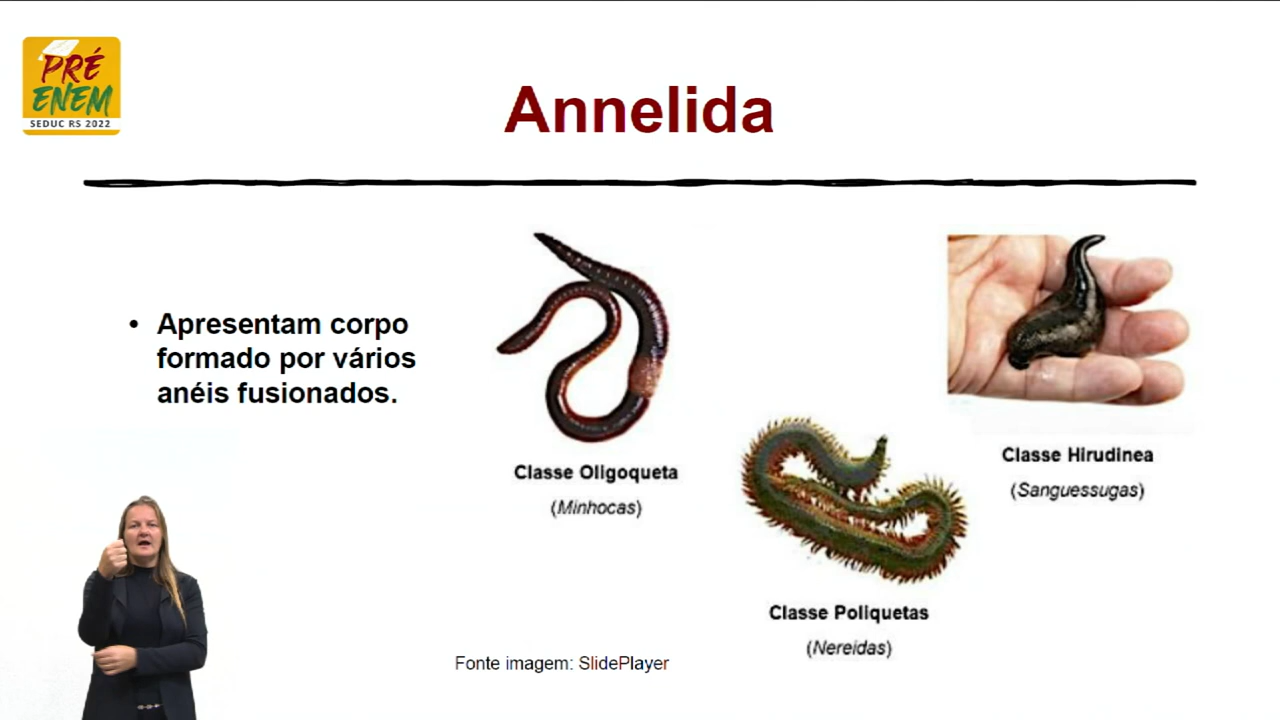 PRÉ
ENEM
SEDUC RS 2022
Annelida
• Apresentam corpo
formado por vários
anéis fusionados.
Classe Oligoqueta
(Minhocas)
Classe Hirudinea
(Sanguessugas)
Classe Poliquetas
(Nereidas)
Fonte imagem: SlidePlayer